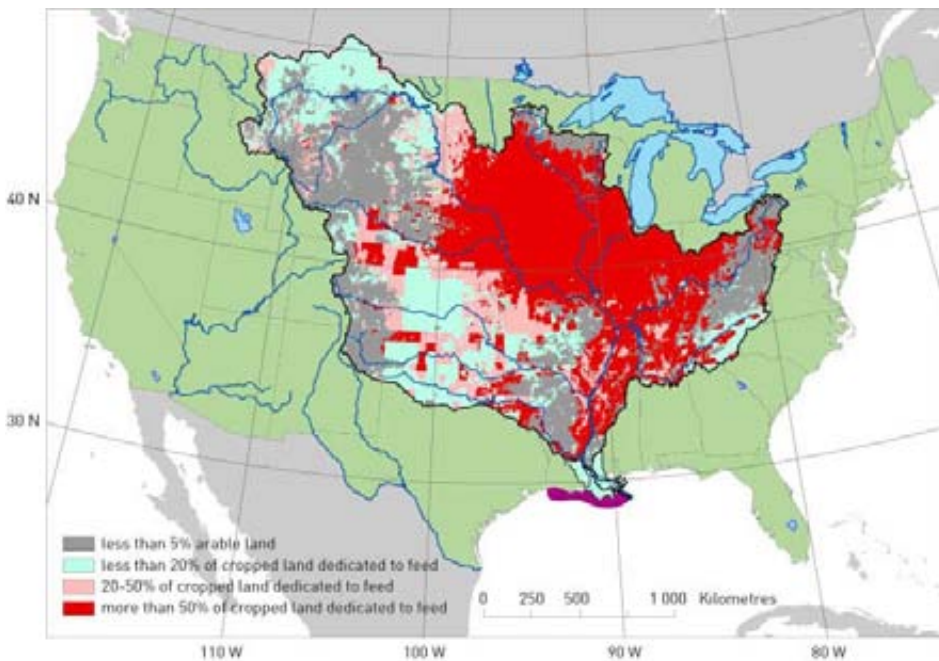 40 N
30 N
less than 5% arable land
less than 20% of cropped land dedicated to feed
20-50% of cropped land dedicated to feed
more than 50% of cropped land dedicated to feed
0 250 500 1 000 Kilometres
110 W 100 W 90 W 80 W